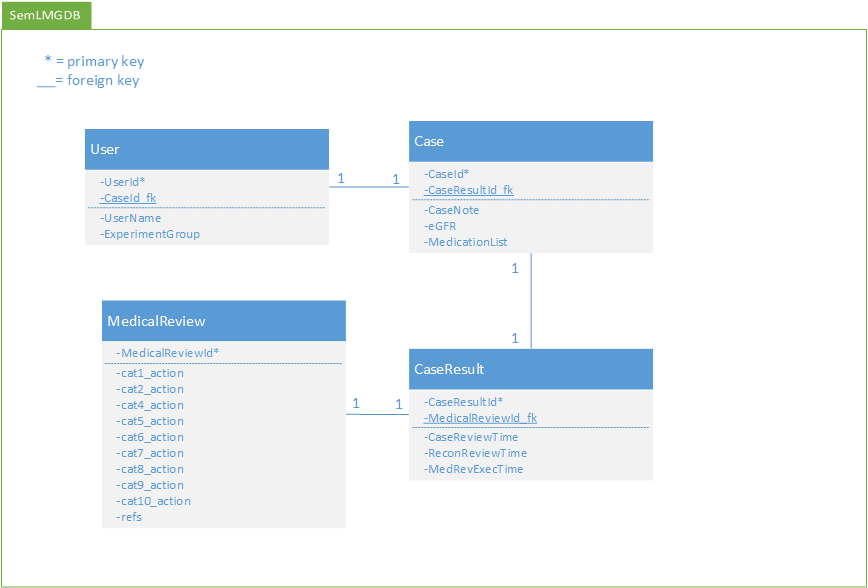 SemLMGDB
* = primary key
__= foreign key
User
-UserId*
-CaseId_fk
-UserName
-ExperimentGroup
1
1
Case
-CaseId*
-CaseResultId_fk
-CaseNote
-eGFR
-MedicationList
1
1
MedicalReview
-MedicalReviewId*
-cat1_action
-cat2_action
-cat4_action
-cat5_action
-cat6_action
-cat7_action
-cat8_action
-cat9_action
-cat10_action
-refs
1
1
CaseResult
-CaseResultId*
-MedicalReviewId_fk
-CaseReviewTime
-ReconReviewTime
-MedRevExecTime